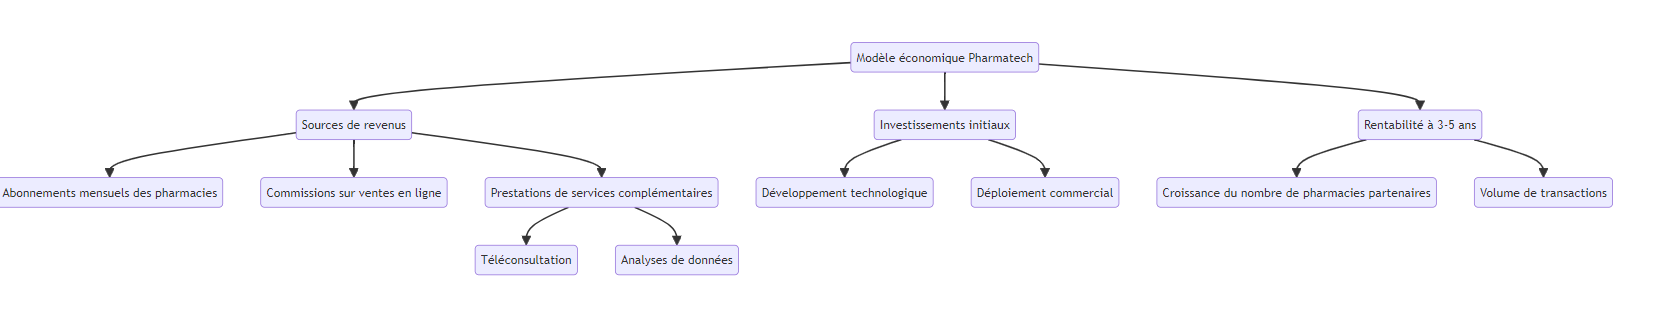 Modèle économique Pharmatech
Sources de revenus
Investissements initiaux
Rentabilité à 3-5 ans
Abonnements mensuels des pharmacies
Commissions sur ventes en ligne
Prestations de services complémentaires
Développement technologique
Déploiement commercial
Croissance du nombre de pharmacies partenaires
Volume de transactions
Téléconsultation
Analyses de données